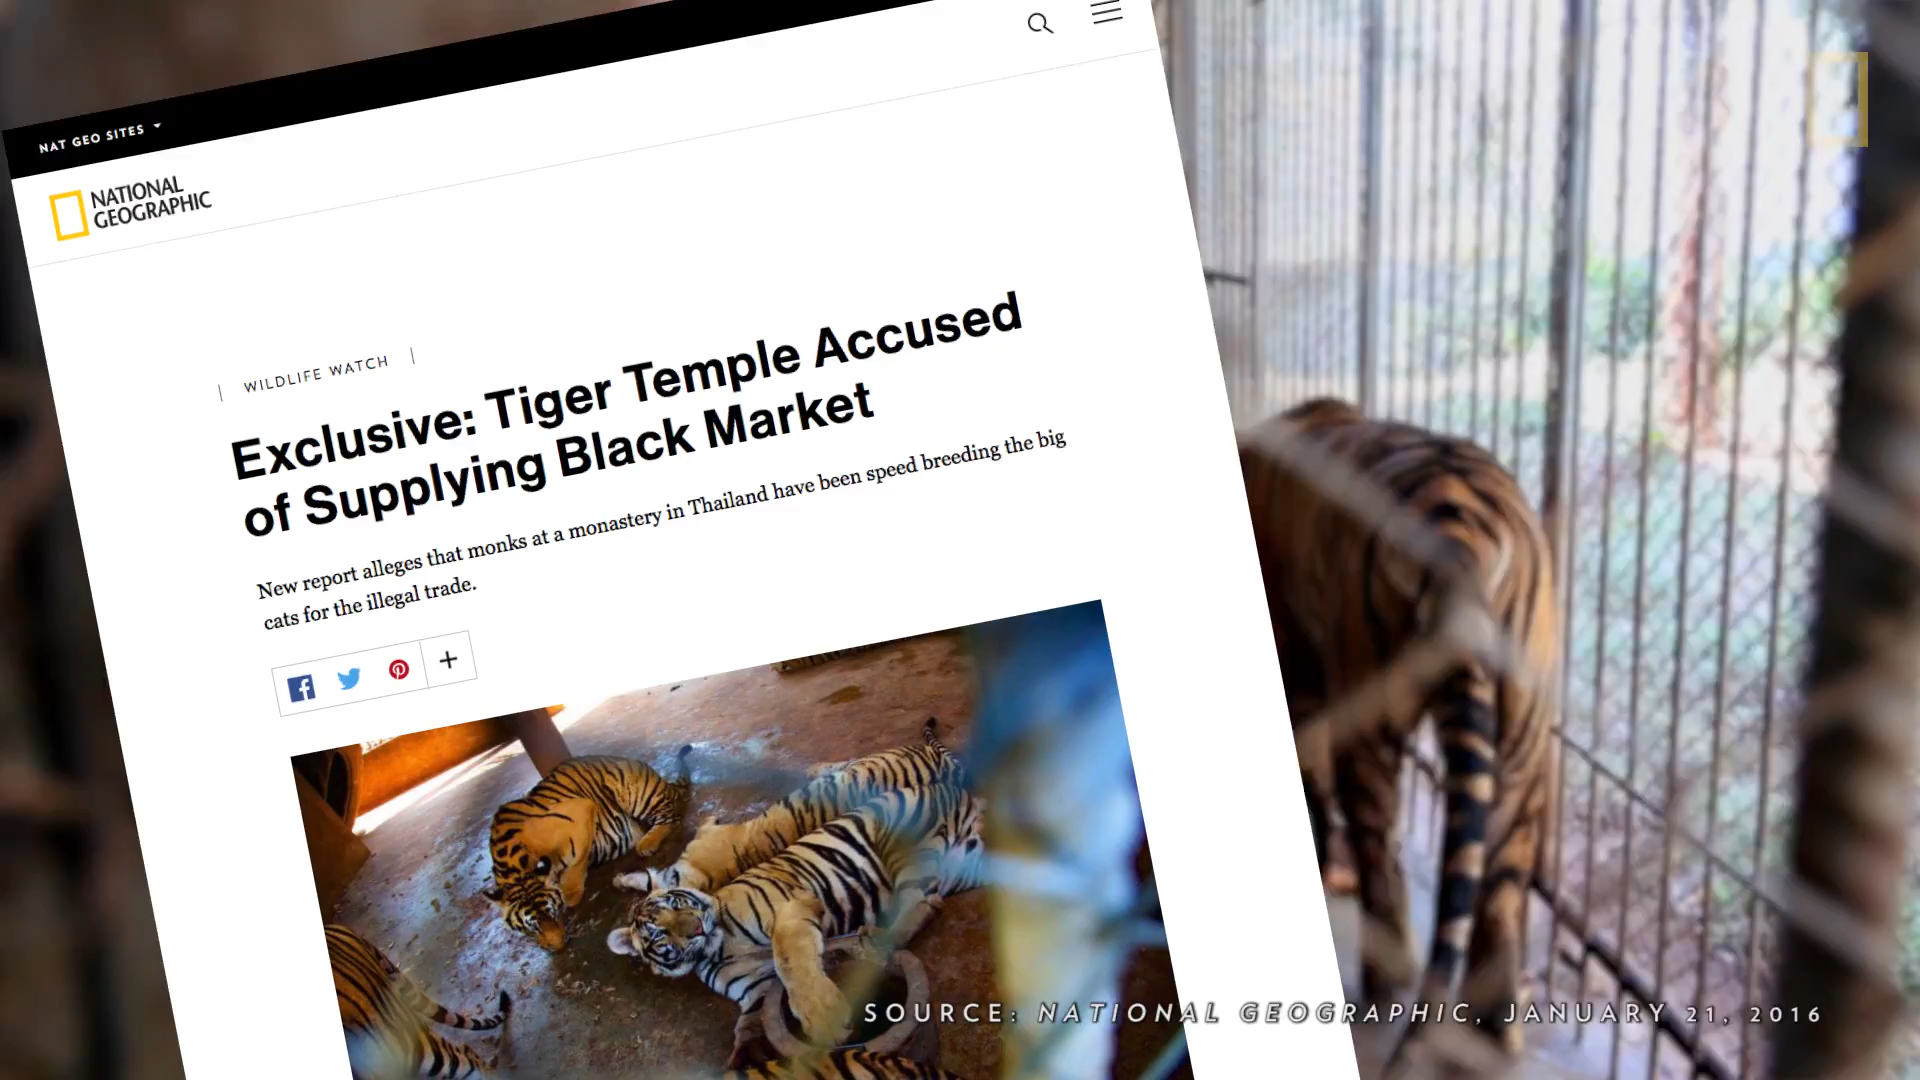 NAT GEO SITES
NATIONAL
GEOGRAPHIC
WILDLIFE WATCH
Exclusive: Tiger Temple Accused
of Supplying Black Market
New report alleges that monks at a monastery in Thailand have been speed breeding the big
cats for the illegal trade.
SOURCE: NATIONAL GEOGRAPHIC, JANUARY 21, 2016